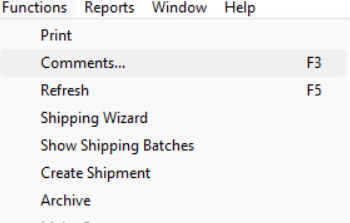 Functions Reports Window Help
Print
Comments... F3
Refresh F5
Shipping Wizard
Show Shipping Batches
Create Shipment
Archive